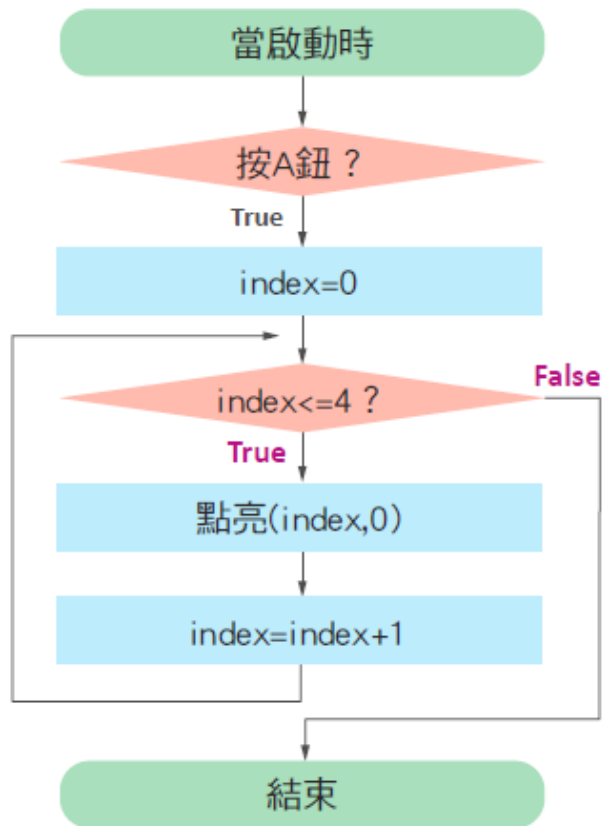 當啟動時
按A鈕？
True
index=0
index<=4？
False
True
點亮(index,0)
index=index+1
結束